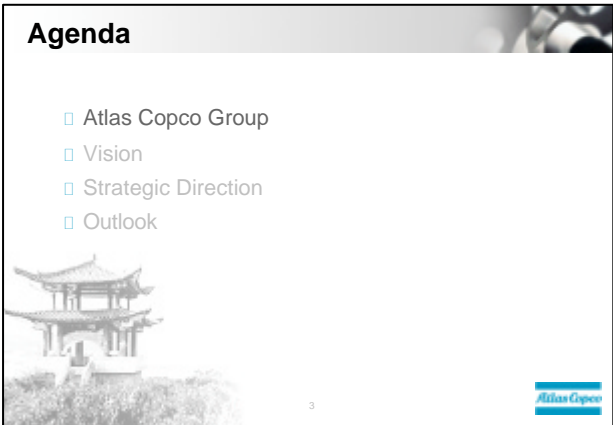 Agenda
Atlas Copco Group
Vision
Strategic Direction
Outlook
3
Atlas Copco